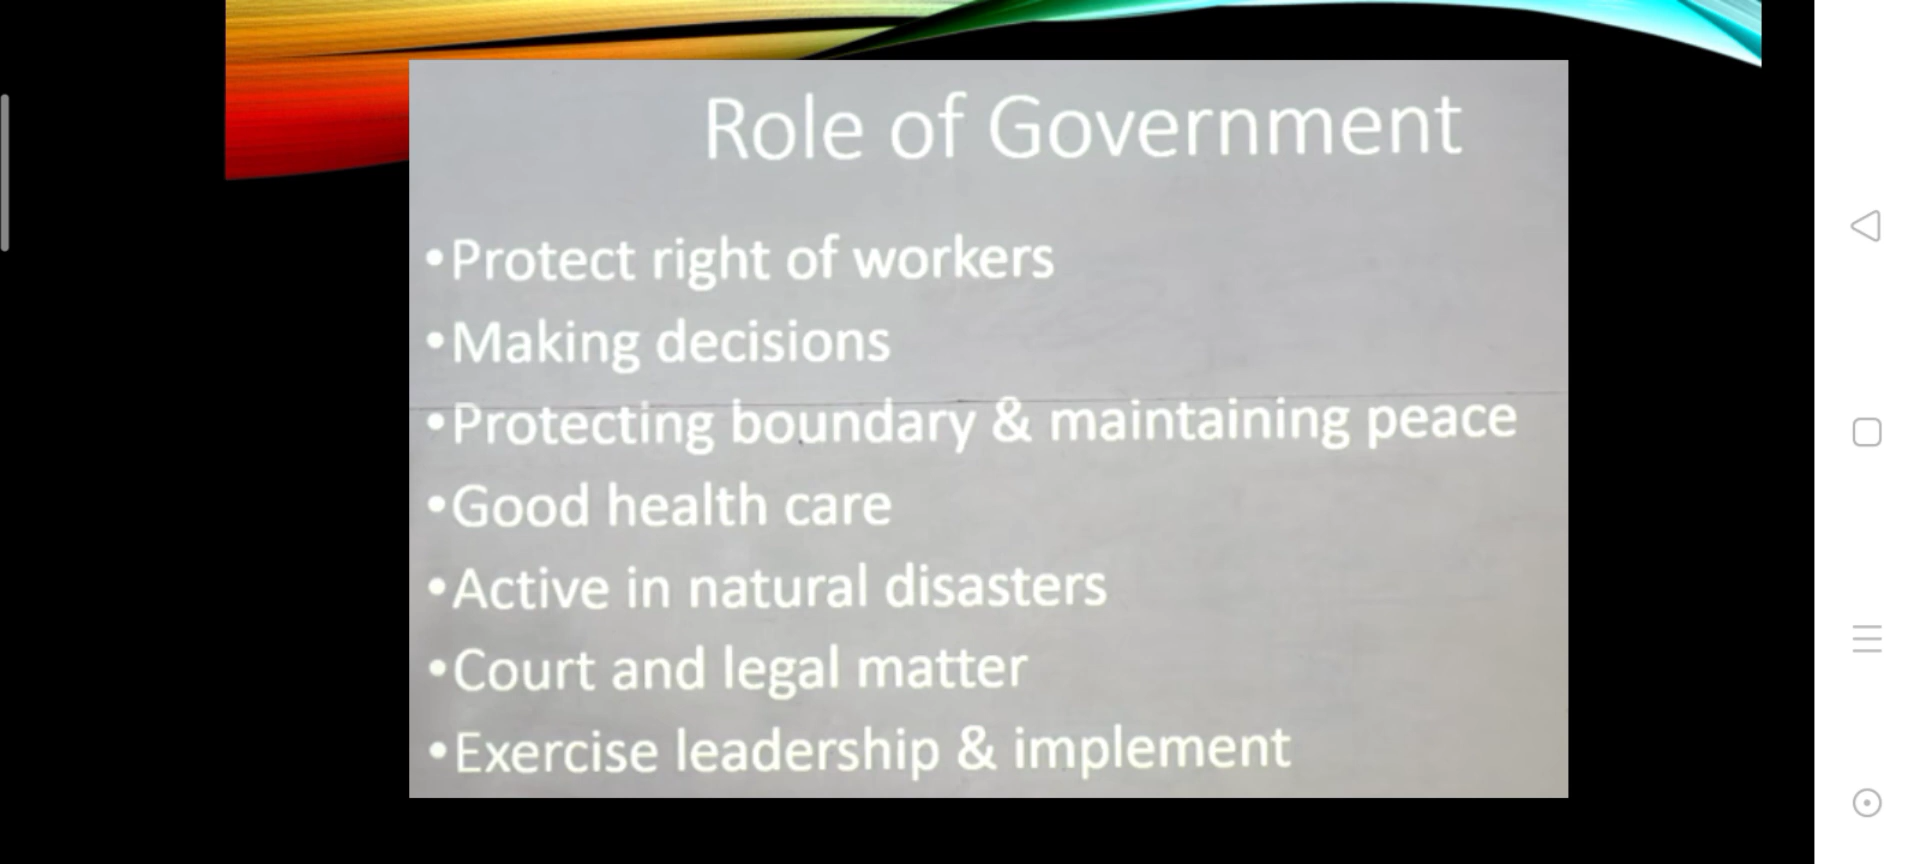 Role of Government
•Protect right of workers
•Making decisions
•Protecting boundary & maintaining peace
•Good health care
•Active in natural disasters
•Court and legal matter
•Exercise leadership & implement